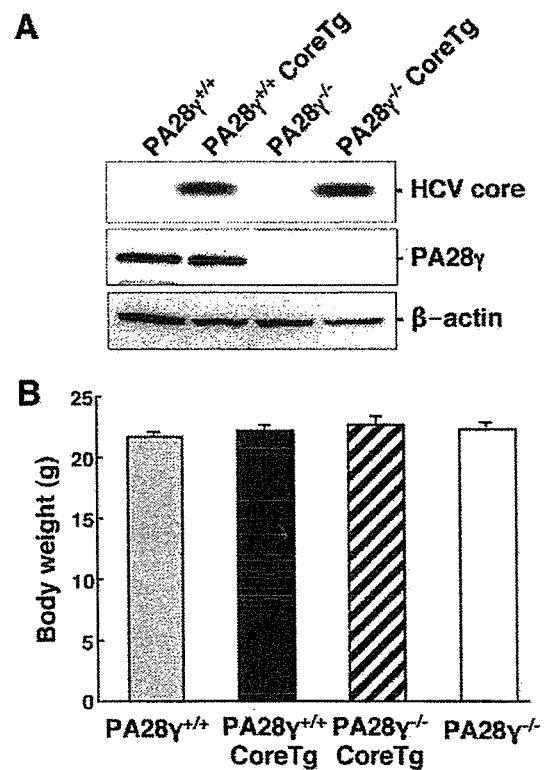 A
PA28γ+/+
PA28γ+/+ CoreTg
PA28γ-/-
PA28γ-/- CoreTg
HCV core
PA28γ
β-actin
B
Body weight (g)
25
20
15
10
5
0
PA28γ+/+
PA28γ+/+ CoreTg
PA28γ-/- CoreTg
PA28γ-/-